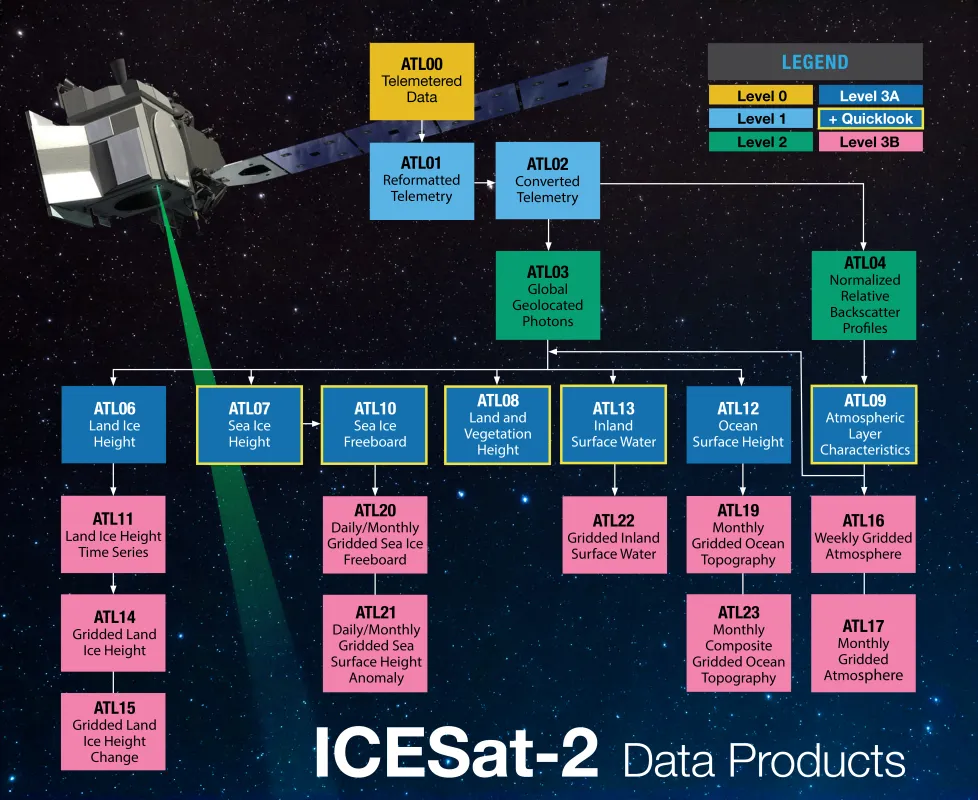 ATL00
Telemetered
Data
LEGEND
Level 0
Level 3A
Level 1
+ Quicklook
Level 2
Level 3B
ATL01
Reformatted
Telemetry
ATL02
Converted
Telemetry
ATL03
Global
Geolocated
Photons
ATL04
Normalized
Relative
Backscatter
Profiles
ATL06
Land Ice
Height
ATL07
Sea Ice
Height
ATL10
Sea Ice
Freeboard
ATL08
Land and
Vegetation
Height
ATL13
Inland
Surface Water
ATL12
Ocean
Surface Height
ATL09
Atmospheric
Layer
Characteristics
ATL11
Land Ice Height
Time Series
ATL20
Daily/Monthly
Gridded Sea Ice
Freeboard
ATL22
Gridded Inland
Surface Water
ATL19
Monthly
Gridded Ocean
Topography
ATL16
Weekly Gridded
Atmosphere
ATL14
Gridded Land
Ice Height
ATL21
Daily/Monthly
Gridded Sea
Surface Height
Anomaly
ATL23
Monthly
Composite
Gridded Ocean
Topography
ATL17
Monthly
Gridded
Atmosphere
ATL15
Gridded Land
Ice Height
Change
ICESat-2 Data Products